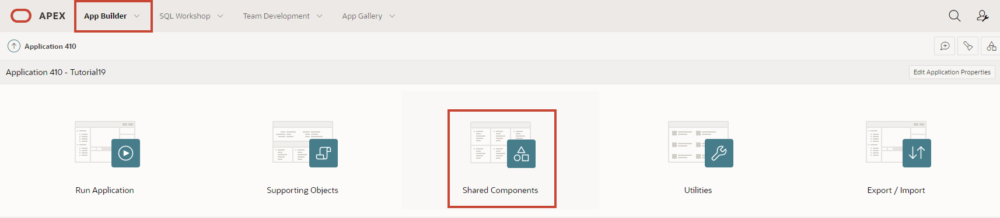 APEX App Builder SQL Workshop Team Development App Gallery
Application 410
Application 410 - Tutorial19 Edit Application Properties
Run Application Supporting Objects Shared Components Utilities Export / Import